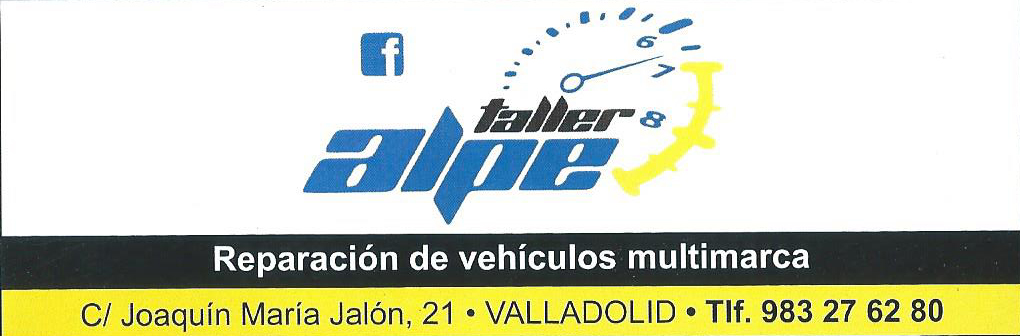 f
6
7
8
taller
alpe
Reparación de vehículos multimarca
C/ Joaquín María Jalón, 21 • VALLADOLID • Tlf. 983 27 62 80